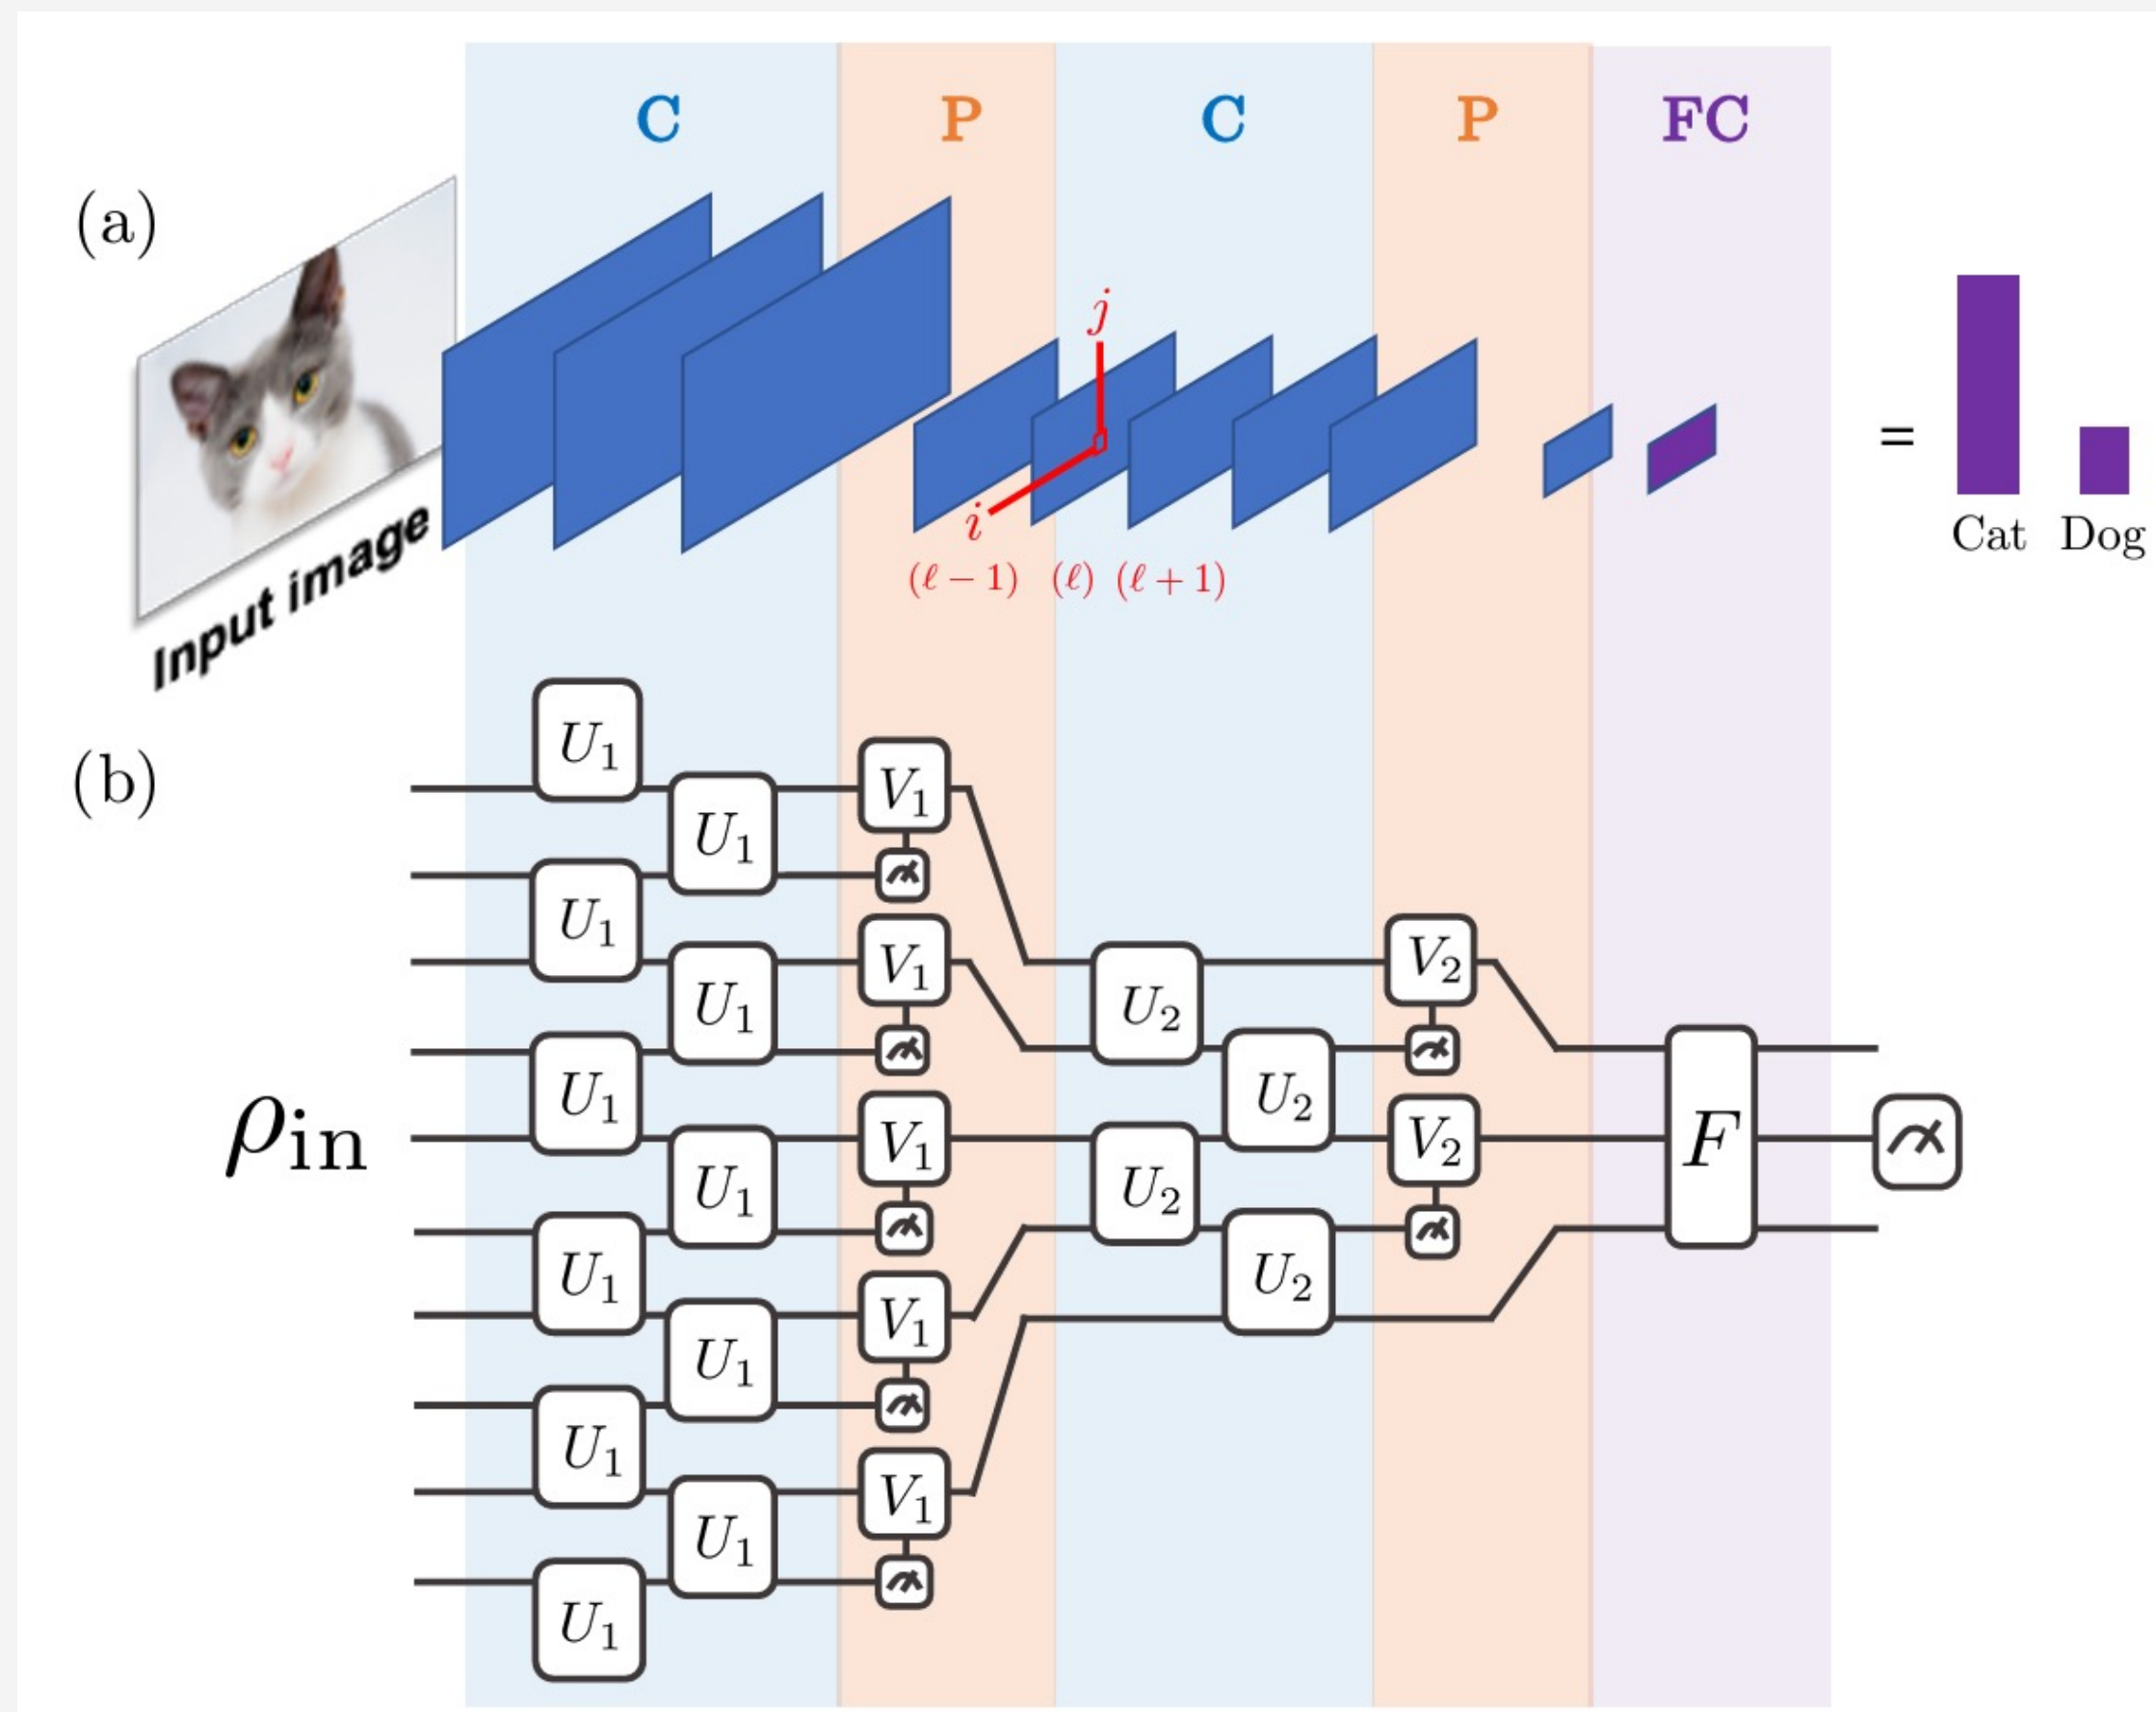 C P C P FC
(a)
j
i
(ℓ − 1) (ℓ) (ℓ + 1)
=
Cat Dog
Input image
(b)
U₁
V₁
U₁
U₁
V₁
V₂
U₁
U₂
U₁
U₂
ρin
V₁
V₂
F
U₁
U₂
U₁
U₂
V₁
U₁
U₁
V₁
U₁
U₁
U₁